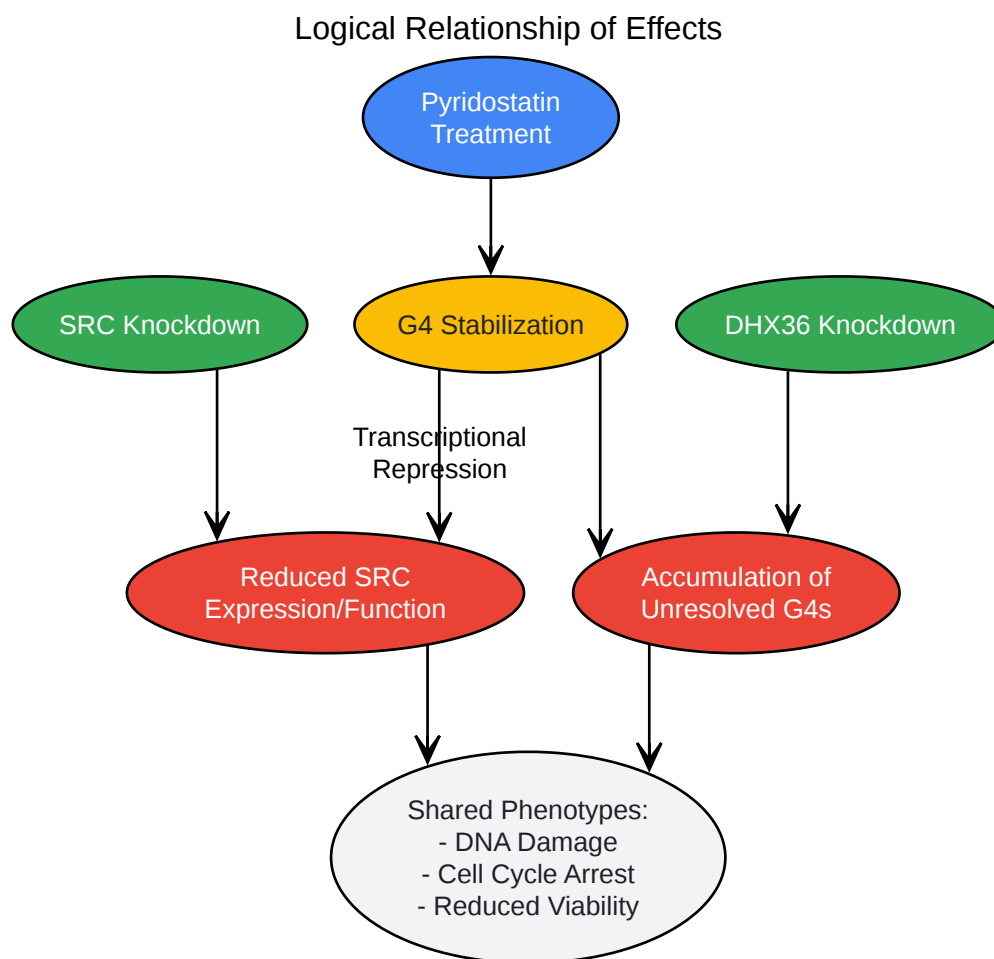 Logical Relationship of Effects
Pyridostatin
Treatment
SRC Knockdown
G4 Stabilization
DHX36 Knockdown
Transcriptional
Repression
Reduced SRC
Expression/Function
Accumulation of
Unresolved G4s
Shared Phenotypes:
- DNA Damage
- Cell Cycle Arrest
- Reduced Viability